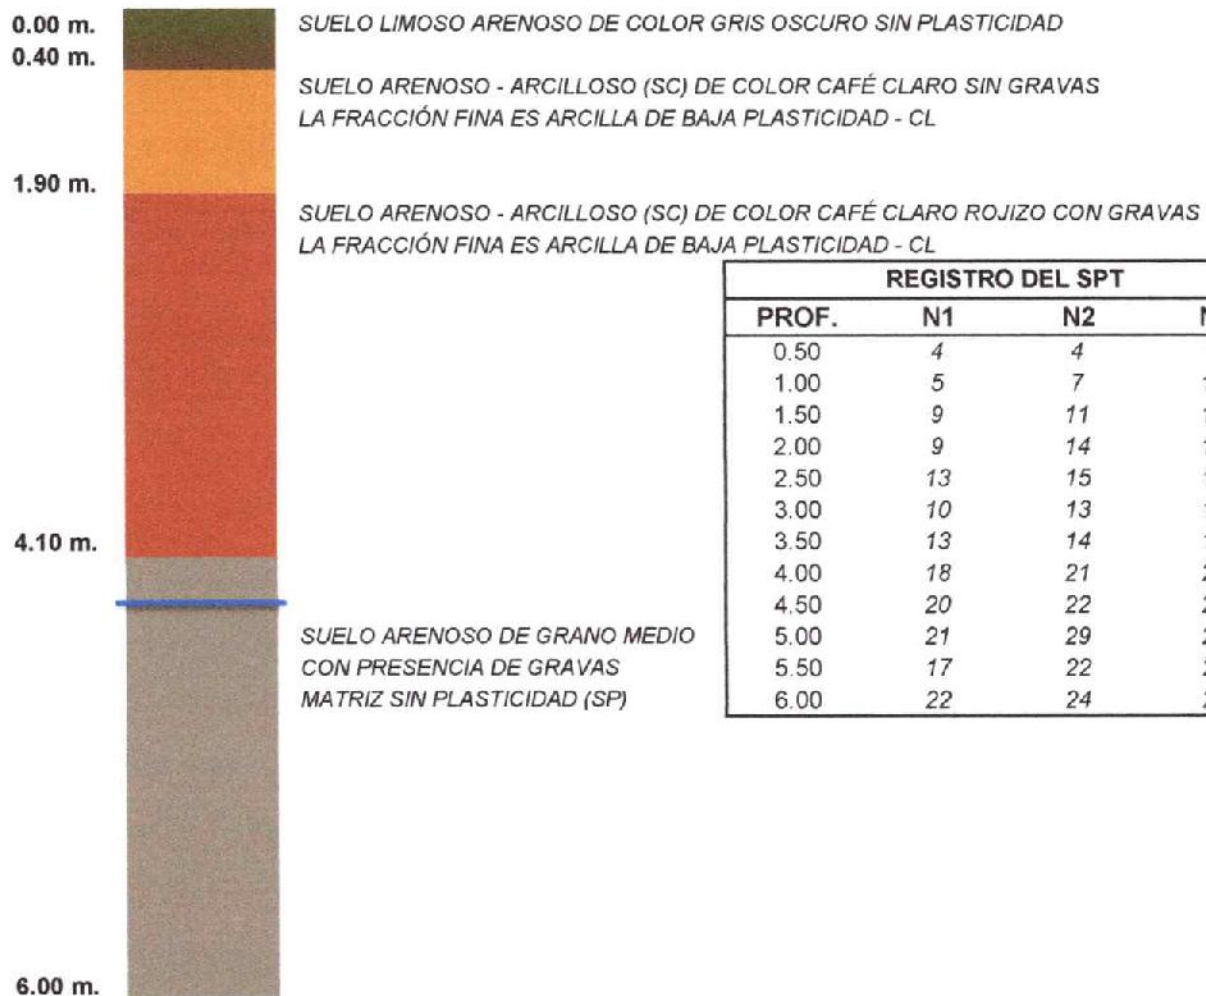 0.00 m.
SUELO LIMOSO ARENOSO DE COLOR GRIS OSCURO SIN PLASTICIDAD
0.40 m.
SUELO ARENOSO - ARCILLOSO (SC) DE COLOR CAFÉ CLARO SIN GRAVAS
LA FRACCIÓN FINA ES ARCILLA DE BAJA PLASTICIDAD - CL
1.90 m.
SUELO ARENOSO - ARCILLOSO (SC) DE COLOR CAFÉ CLARO ROJIZO CON GRAVAS
LA FRACCIÓN FINA ES ARCILLA DE BAJA PLASTICIDAD - CL
REGISTRO DEL SPT
PROF. N1 N2
0.50 4 4
1.00 5 7
1.50 9 11
2.00 9 14
2.50 13 15
3.00 10 13
3.50 13 14
4.00 18 21
4.50 20 22
5.00 21 29
5.50 17 22
6.00 22 24
4.10 m.
SUELO ARENOSO DE GRANO MEDIO
CON PRESENCIA DE GRAVAS
MATRIZ SIN PLASTICIDAD (SP)
6.00 m.